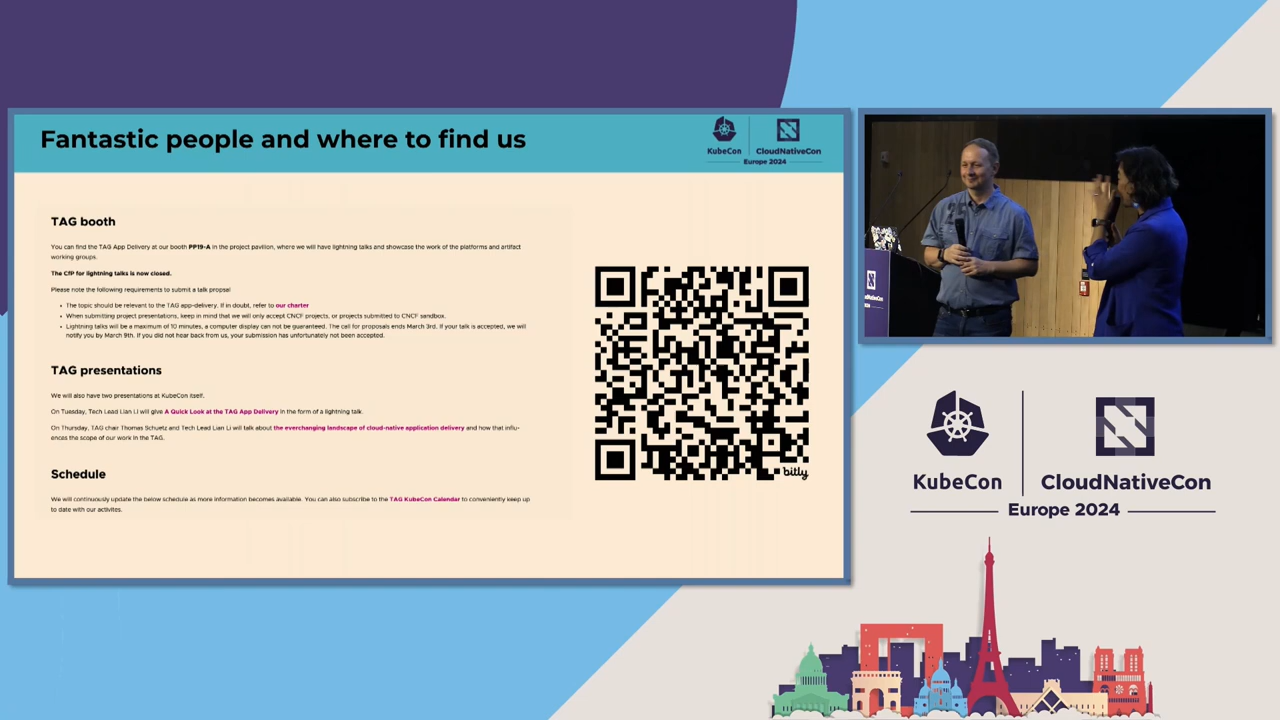 Fantastic people and where to find us
KubeCon
CloudNativeCon
Europe 2024
TAG booth
You can find the TAG App Delivery at our booth PP19-A in the project pavilion, where we will have lightning talks and showcase the work of the platforms and artifact
working groups.
The CfP for lightning talks is now closed.
Please note the following requirements to submit a talk propsal
• The topic should be relevant to the TAG app-delivery. If in doubt, refer to our charter
• When submitting project presentations, keep in mind that we will only accept CNCF projects, or projects submitted to CNCF sandbox.
• Lightning talks will be a maximum of 10 minutes, a computer display can not be guaranteed. The call for proposals ends March 3rd. If your talk is accepted, we will
notify you by March 9th. If you did not hear back from us, your submission has unfortunately not been accepted.
TAG presentations
We will also have two presentations at KubeCon itself.
On Tuesday, Tech Lead Lian Li will give A Quick Look at the TAG App Delivery in the form of a lightning talk.
On Thursday, TAG chair Thomas Schuetz and Tech Lead Lian Li will talk about the everchanging landscape of cloud-native application delivery and how that influ-
ences the scope of our work in the TAG.
Schedule
We will continuously update the below schedule as more information becomes available. You can also subscribe to the TAG KubeCon Calendar to conveniently keep up
to date with our activites.
bitly
KubeCon
CloudNativeCon
Europe 2024